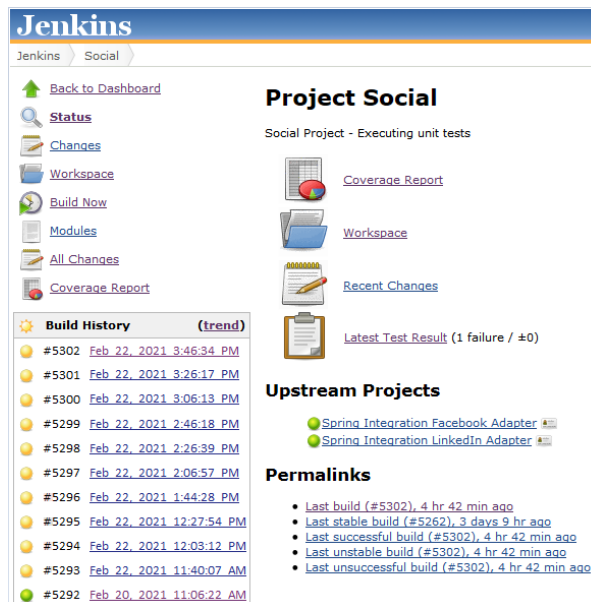 Jenkins
Jenkins Social
Back to Dashboard
Status
Changes
Workspace
Build Now
Modules
All Changes
Coverage Report
Build History (trend)
#5302 Feb 22, 2021 3:46:34 PM
#5301 Feb 22, 2021 3:26:17 PM
#5300 Feb 22, 2021 3:06:13 PM
#5299 Feb 22, 2021 2:46:18 PM
#5298 Feb 22, 2021 2:26:39 PM
#5297 Feb 22, 2021 2:06:57 PM
#5296 Feb 22, 2021 1:44:28 PM
#5295 Feb 22, 2021 12:27:54 PM
#5294 Feb 22, 2021 12:03:12 PM
#5293 Feb 22, 2021 11:40:07 AM
#5292 Feb 20, 2021 11:06:22 AM
Project Social
Social Project - Executing unit tests
Coverage Report
Workspace
Recent Changes
Latest Test Result (1 failure / ±0)
Upstream Projects
Spring Integration Facebook Adapter
Spring Integration LinkedIn Adapter
Permalinks
Last build (#5302), 4 hr 42 min ago
Last stable build (#5262), 3 days 9 hr ago
Last successful build (#5302), 4 hr 42 min ago
Last unstable build (#5302), 4 hr 42 min ago
Last unsuccessful build (#5302), 4 hr 42 min ago